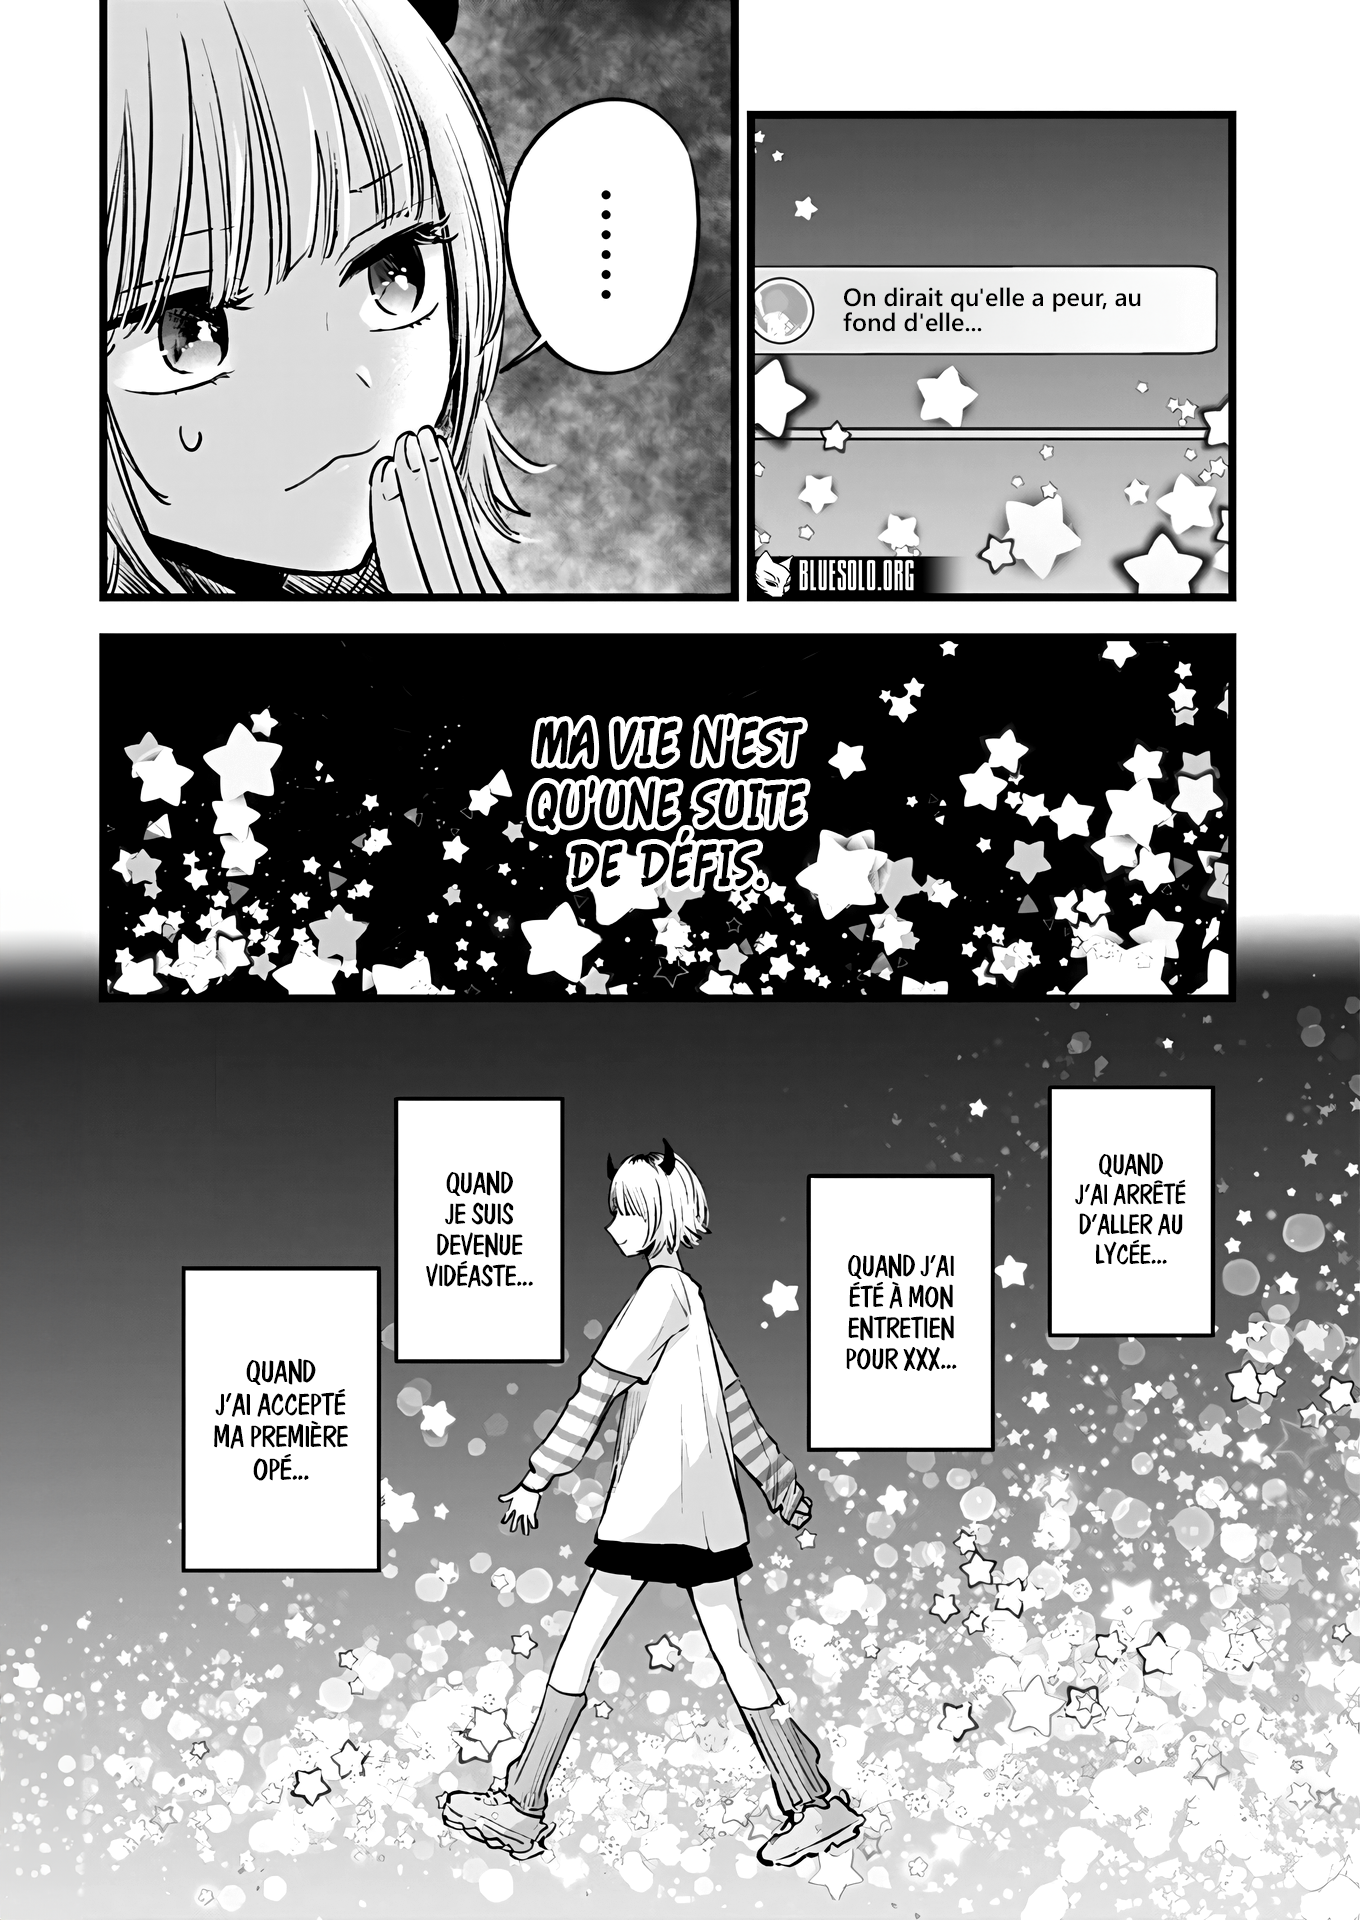 On dirait qu'elle a peur, au
fond d'elle...
BLUESOLO.ORG
......
MA VIE N'EST
QU'UNE SUITE
DE DÉFIS.
QUAND
J'AI ARRÊTÉ
D'ALLER AU
LYCÉE...
QUAND J'AI
ÉTÉ À MON
ENTRETIEN
POUR XXX...
QUAND
JE SUIS
DEVENUE
VIDÉASTE...
QUAND
J'AI ACCEPTÉ
MA PREMIÈRE
OPÉ...